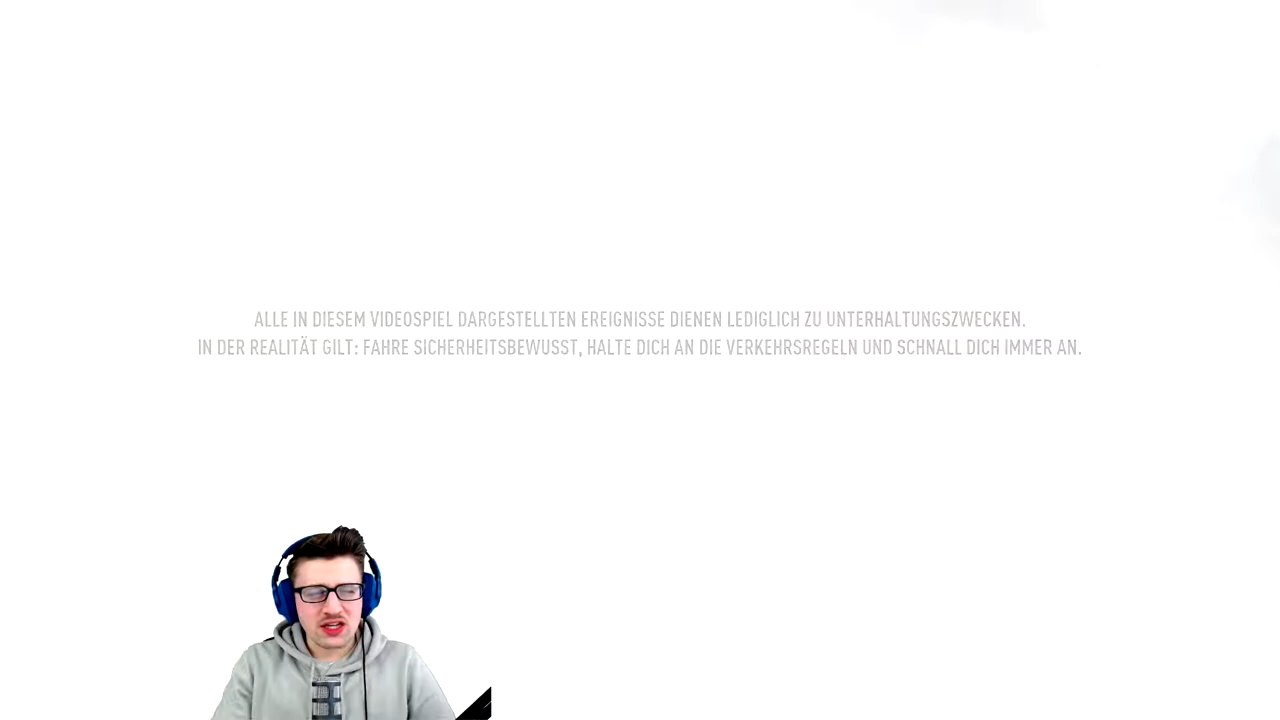 ALLE IN DIESEM VIDEOSPIEL DARGESTELLTEN EREIGNISSE DIENEN LEDIGLICH ZU UNTERHALTUNGSZWECKEN.
IN DER REALITÄT GILT: FAHRE SICHERHEITSBEWUSST, HALTE DICH AN DIE VERKEHRSREGELN UND SCHNALL DICH IMMER AN.